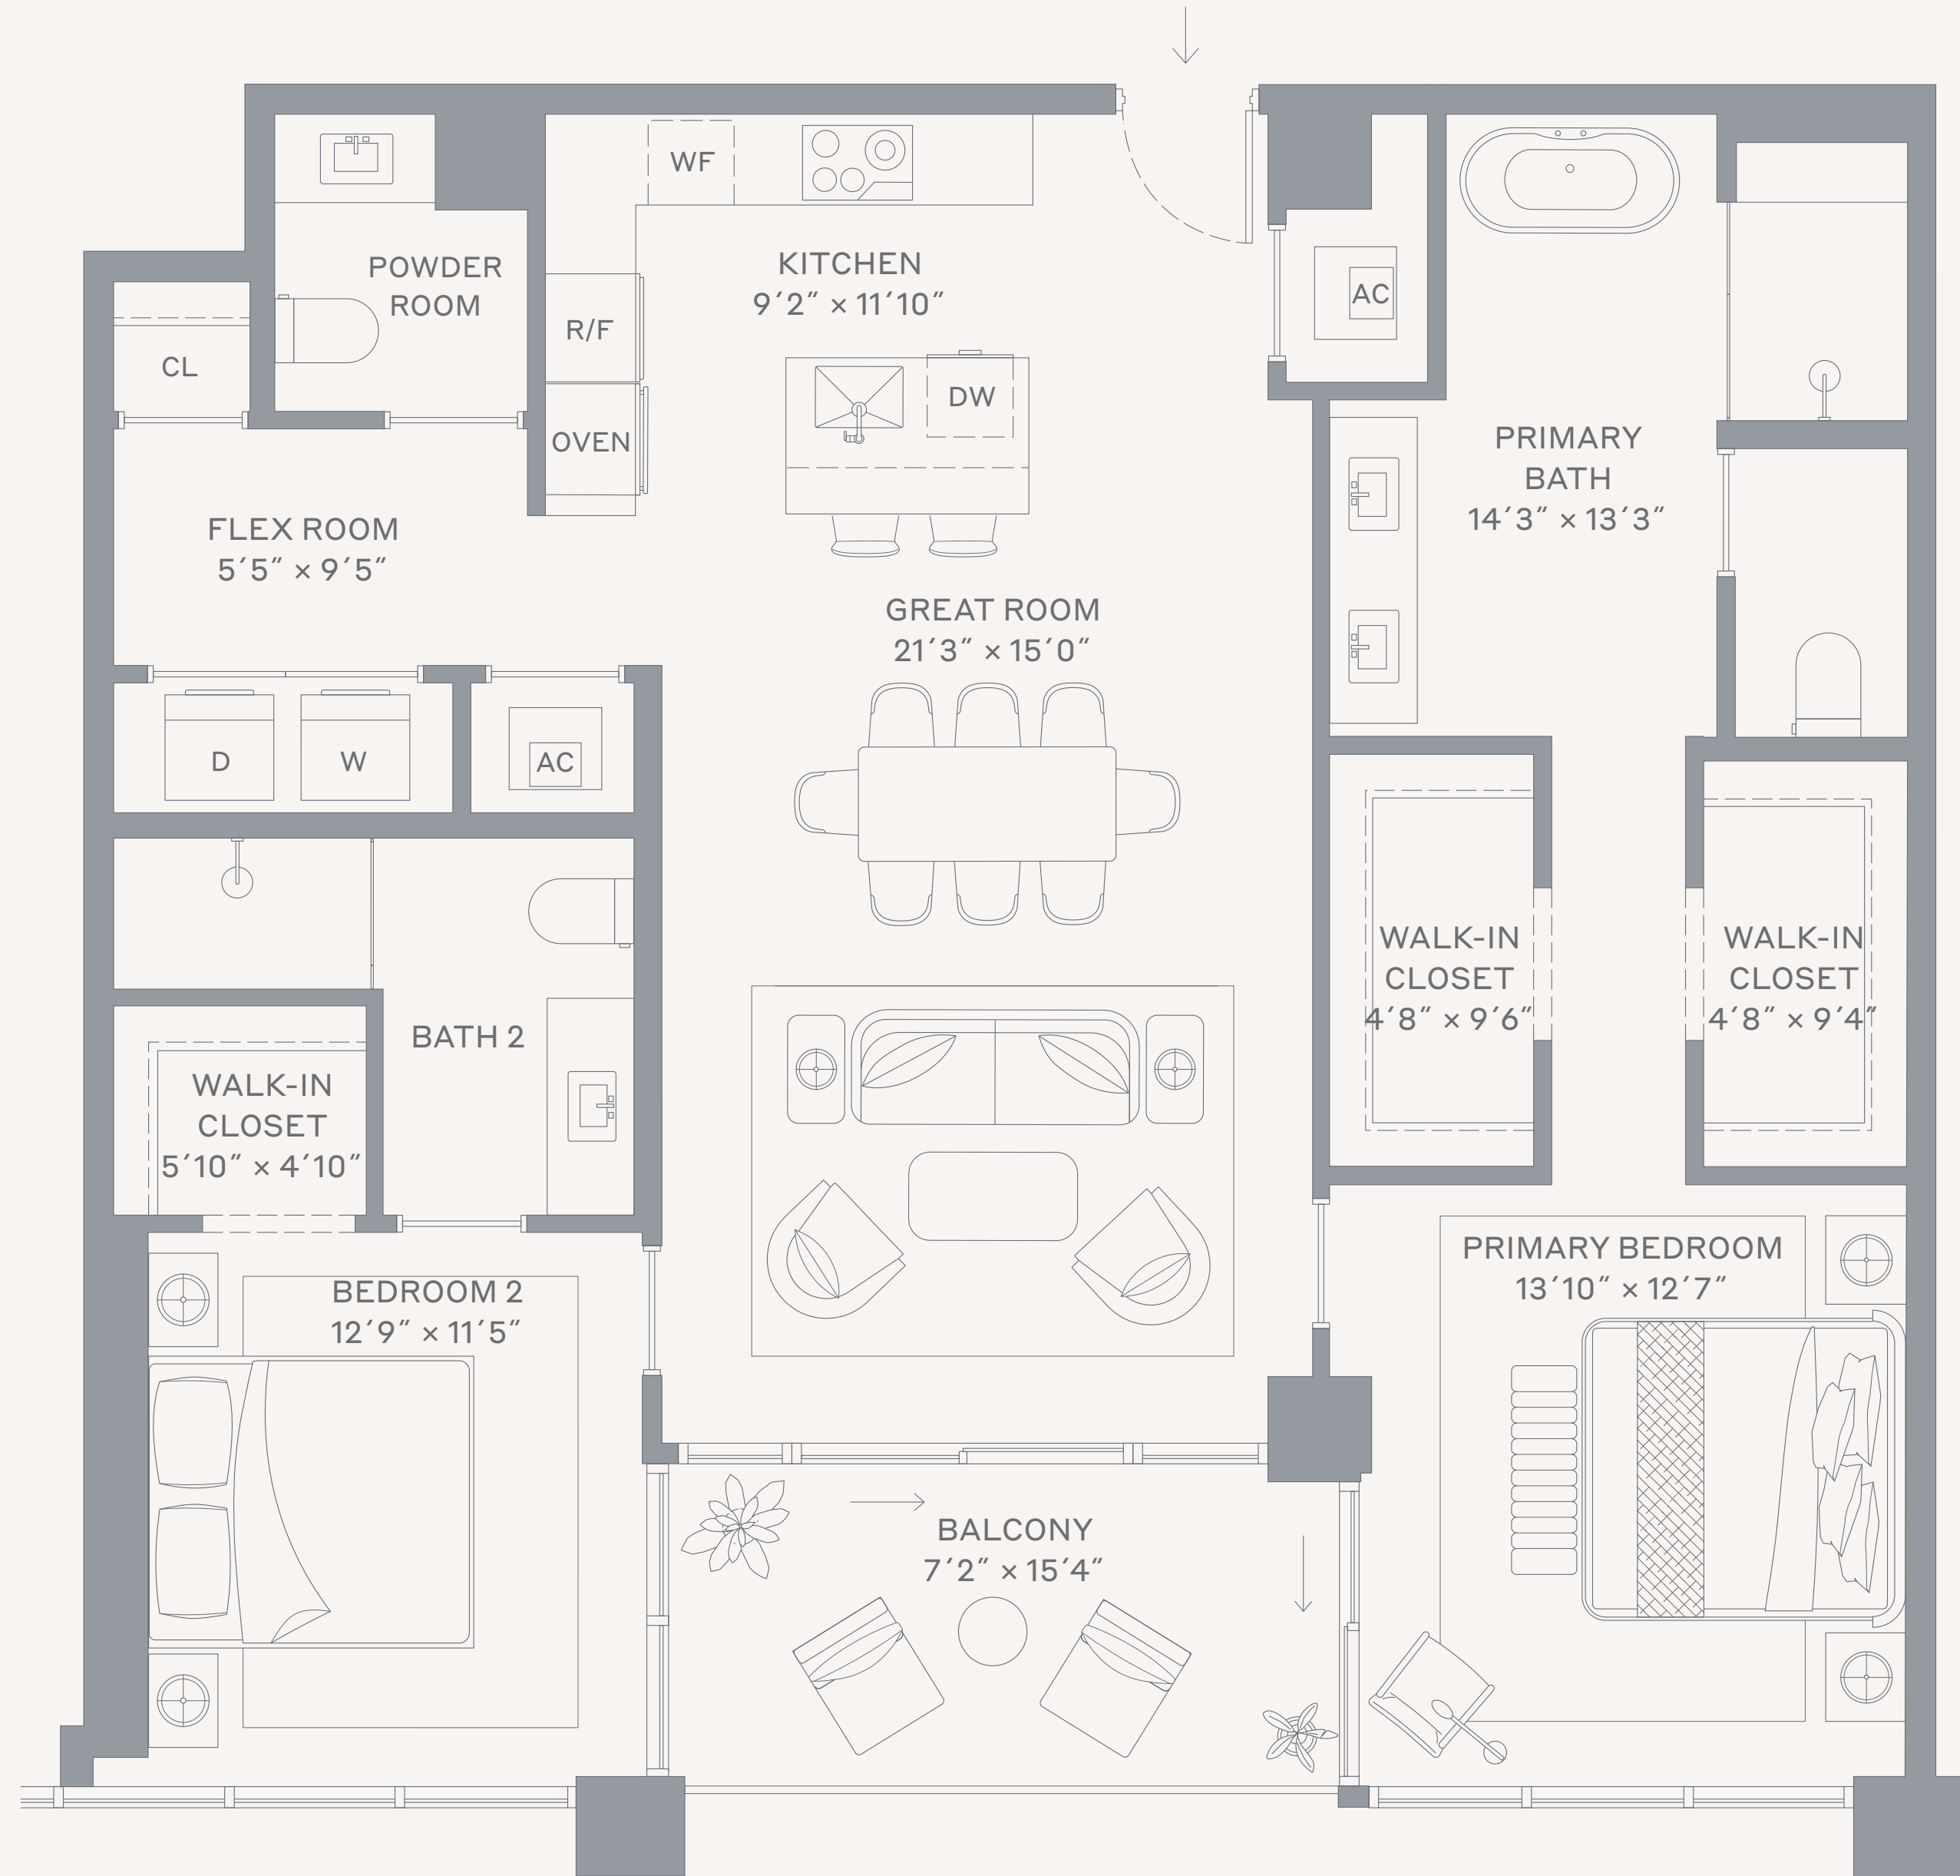 WF
POWDER
ROOM
KITCHEN
9′2″ × 11′10″
AC
R/F
CL
DW
OVEN
PRIMARY
BATH
14′3″ × 13′3″
FLEX ROOM
5′5″ × 9′5″
GREAT ROOM
21′3″ × 15′0″
D
W
AC
WALK-IN
CLOSET
4′8″ × 9′6″
WALK-IN
CLOSET
4′8″ × 9′4″
BATH 2
WALK-IN
CLOSET
5′10″ × 4′10″
PRIMARY BEDROOM
13′10″ × 12′7″
BEDROOM 2
12′9″ × 11′5″
BALCONY
7′2″ × 15′4″